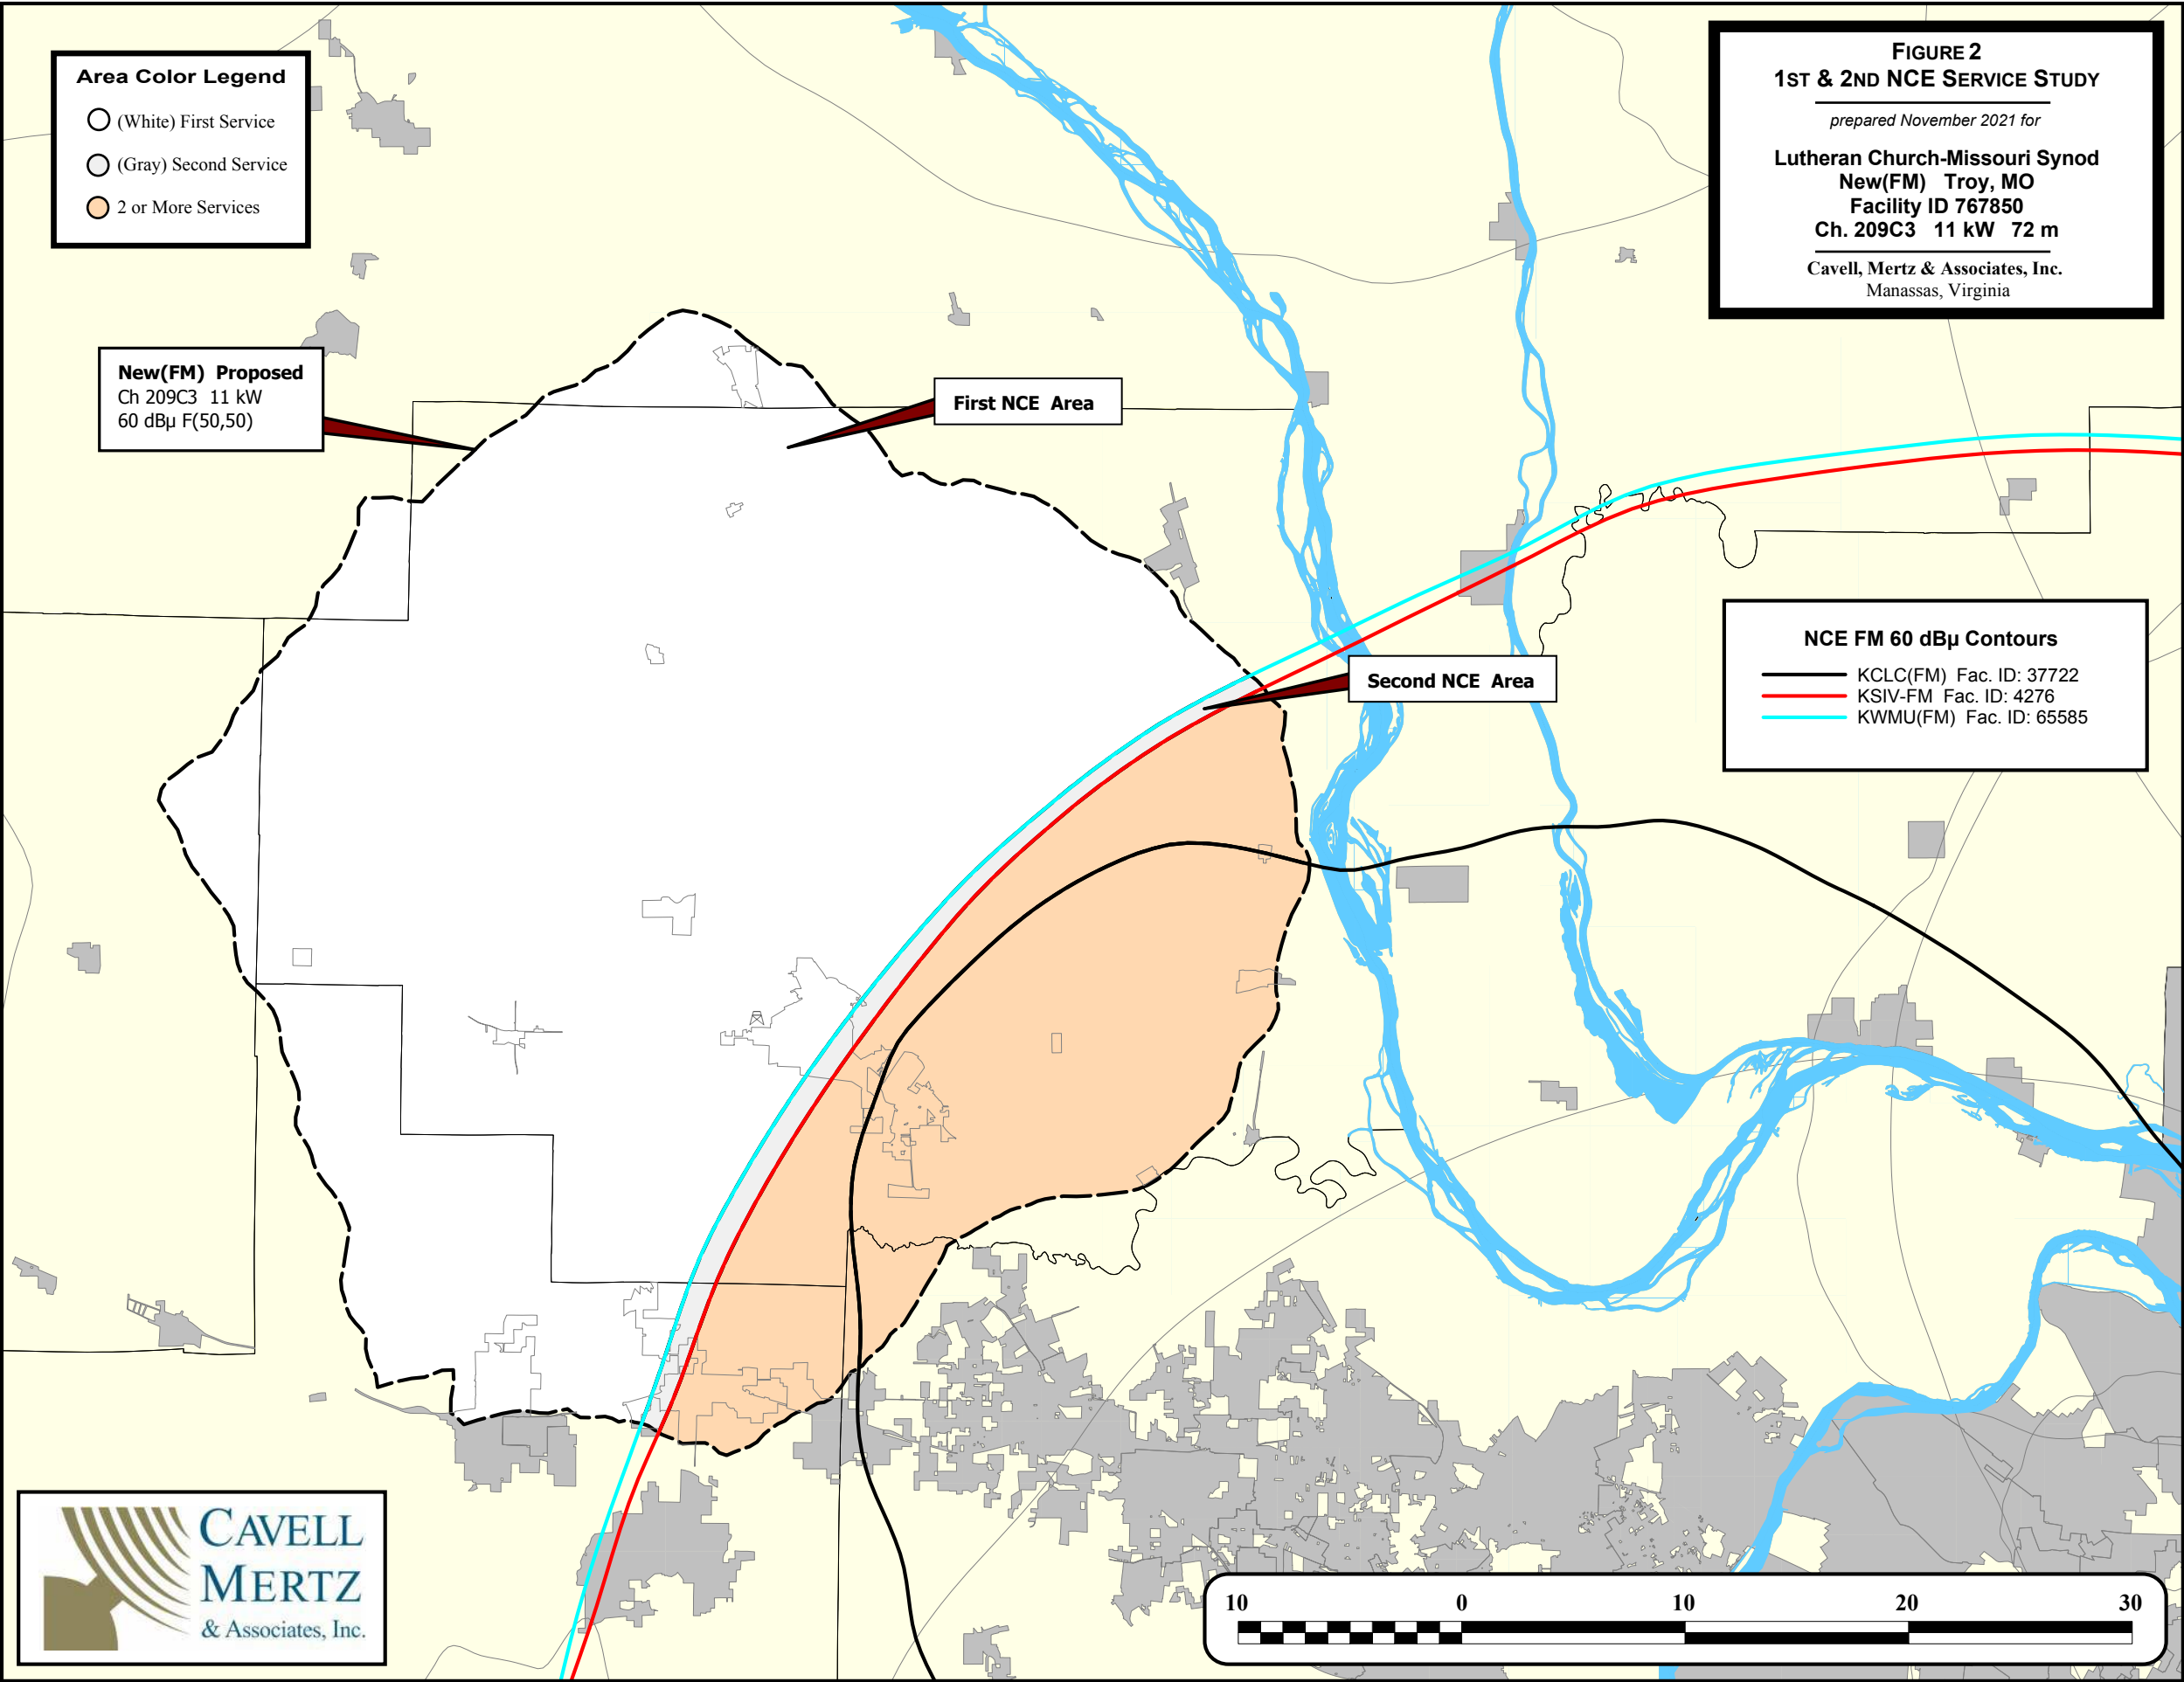 Area Color Legend
(White) First Service
(Gray) Second Service
2 or More Services
FIGURE 2
1ST & 2ND NCE SERVICE STUDY
prepared November 2021 for
Lutheran Church-Missouri Synod
New(FM) Troy, MO
Facility ID 767850
Ch. 209C3 11 kW 72 m
Cavell, Mertz & Associates, Inc.
Manassas, Virginia
New(FM) Proposed
Ch 209C3 11 kW
60 dBµ F(50,50)
First NCE Area
Second NCE Area
NCE FM 60 dBµ Contours
KCLC(FM) Fac. ID: 37722
KSIV-FM Fac. ID: 4276
KWMU(FM) Fac. ID: 65585
CAVELL
MERTZ
& Associates, Inc.
10 0 10 20 30